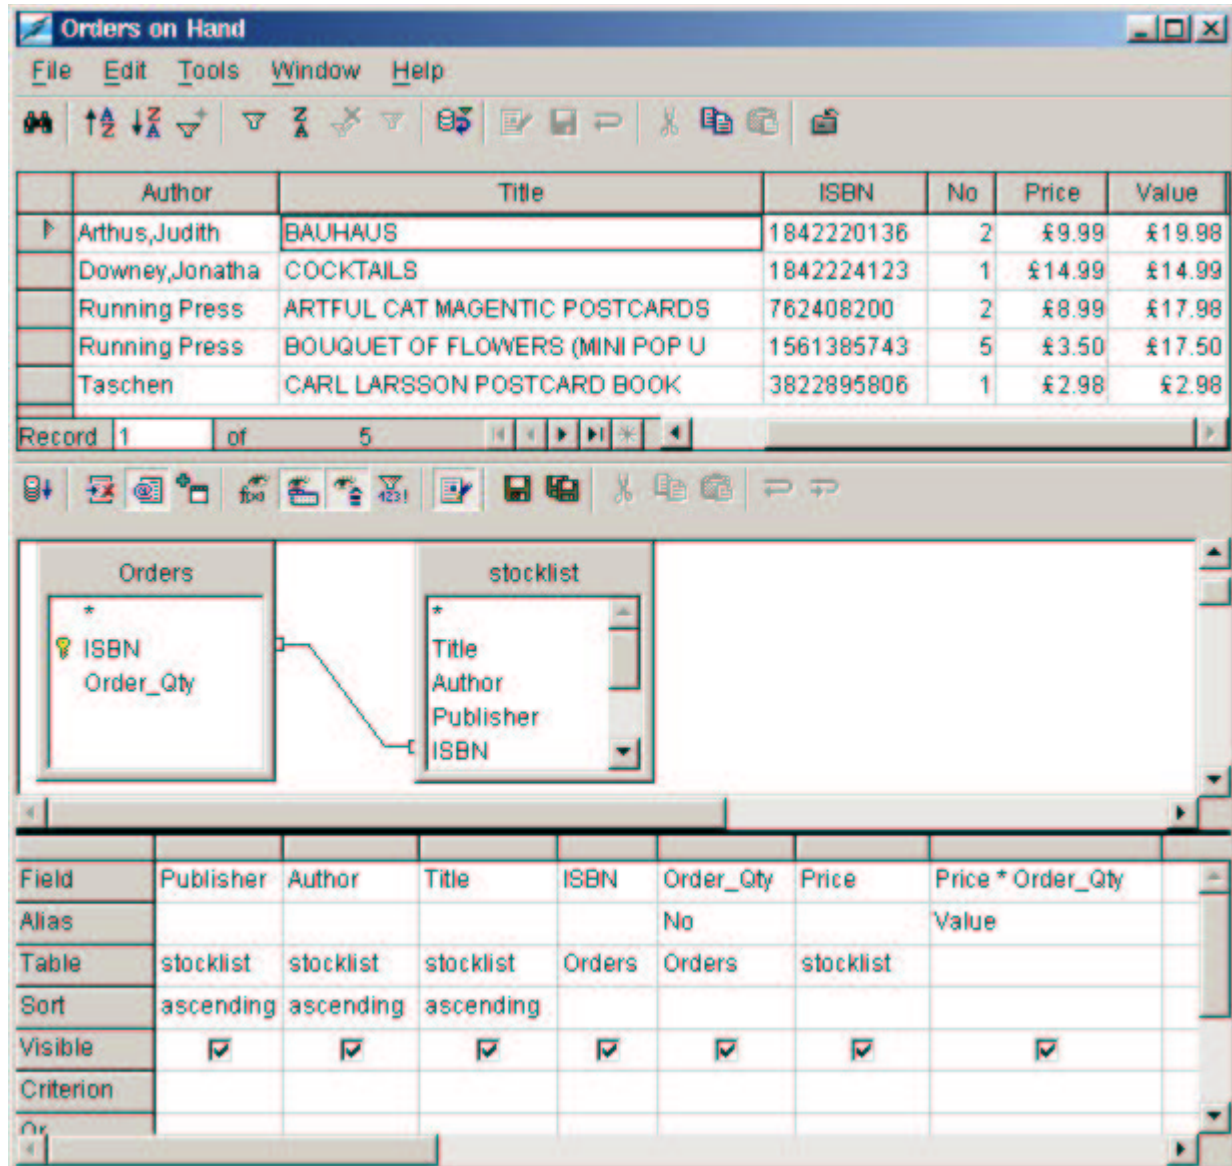 Orders on Hand
File Edit Tools Window Help
Author Title ISBN No Price Value
Arthus,Judith BAUHAUS 1842220136 2 £9.99 £19.98
Downey,Jonatha COCKTAILS 1842224123 1 £14.99 £14.99
Running Press ARTFUL CAT MAGENTIC POSTCARDS 762408200 2 £8.99 £17.98
Running Press BOUQUET OF FLOWERS (MINI POP U 1561385743 5 £3.50 £17.50
Taschen CARL LARSSON POSTCARD BOOK 3822895806 1 £2.98 £2.98
Record 1 of 5
Orders stocklist
* *
ISBN Title
Order_Qty Author
Publisher
ISBN
Field Publisher Author Title ISBN Order_Qty Price Price * Order_Qty
Alias No Value
Table stocklist stocklist stocklist Orders Orders stocklist
Sort ascending ascending ascending
Visible
Criterion
Or